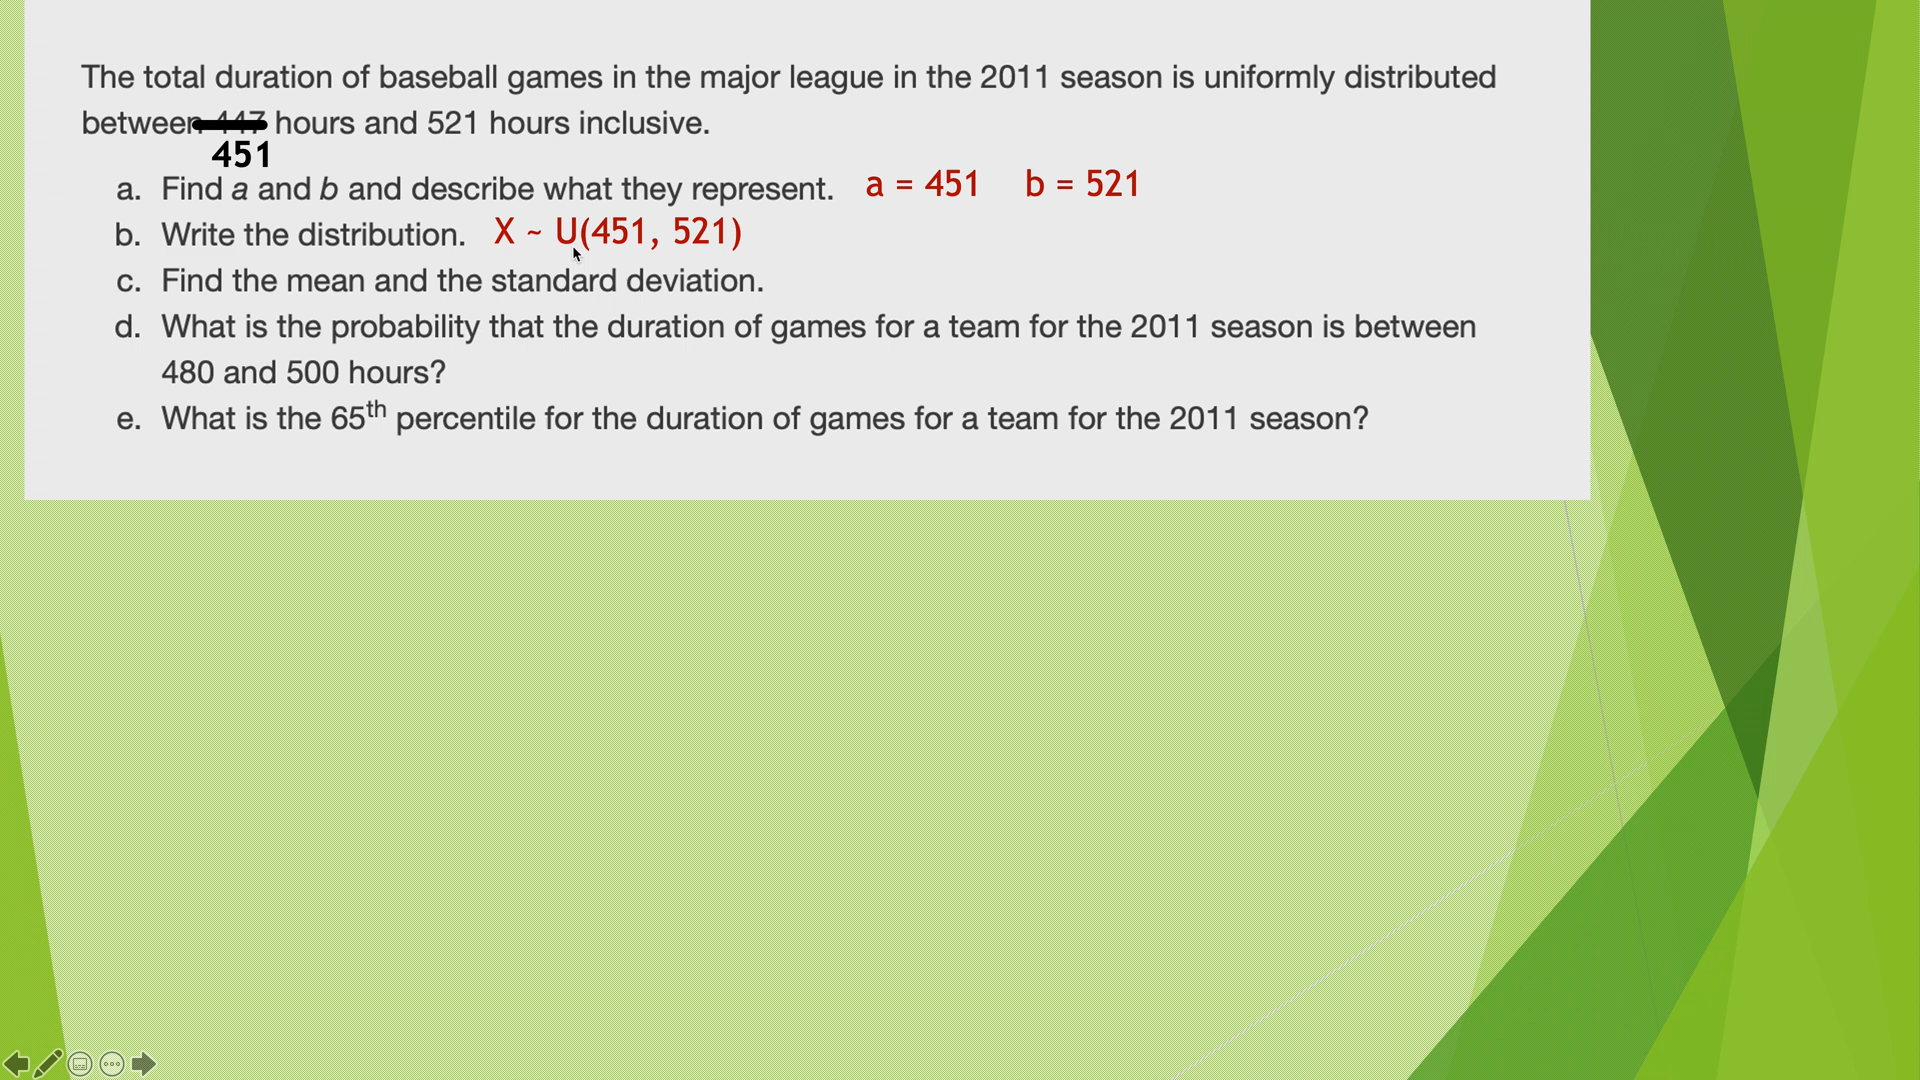 The total duration of baseball games in the major league in the 2011 season is uniformly distributed
between 447 hours and 521 hours inclusive.
451
a. Find a and b and describe what they represent. a = 451 b = 521
b. Write the distribution. X ~ U(451, 521)
c. Find the mean and the standard deviation.
d. What is the probability that the duration of games for a team for the 2011 season is between
480 and 500 hours?
e. What is the 65th percentile for the duration of games for a team for the 2011 season?